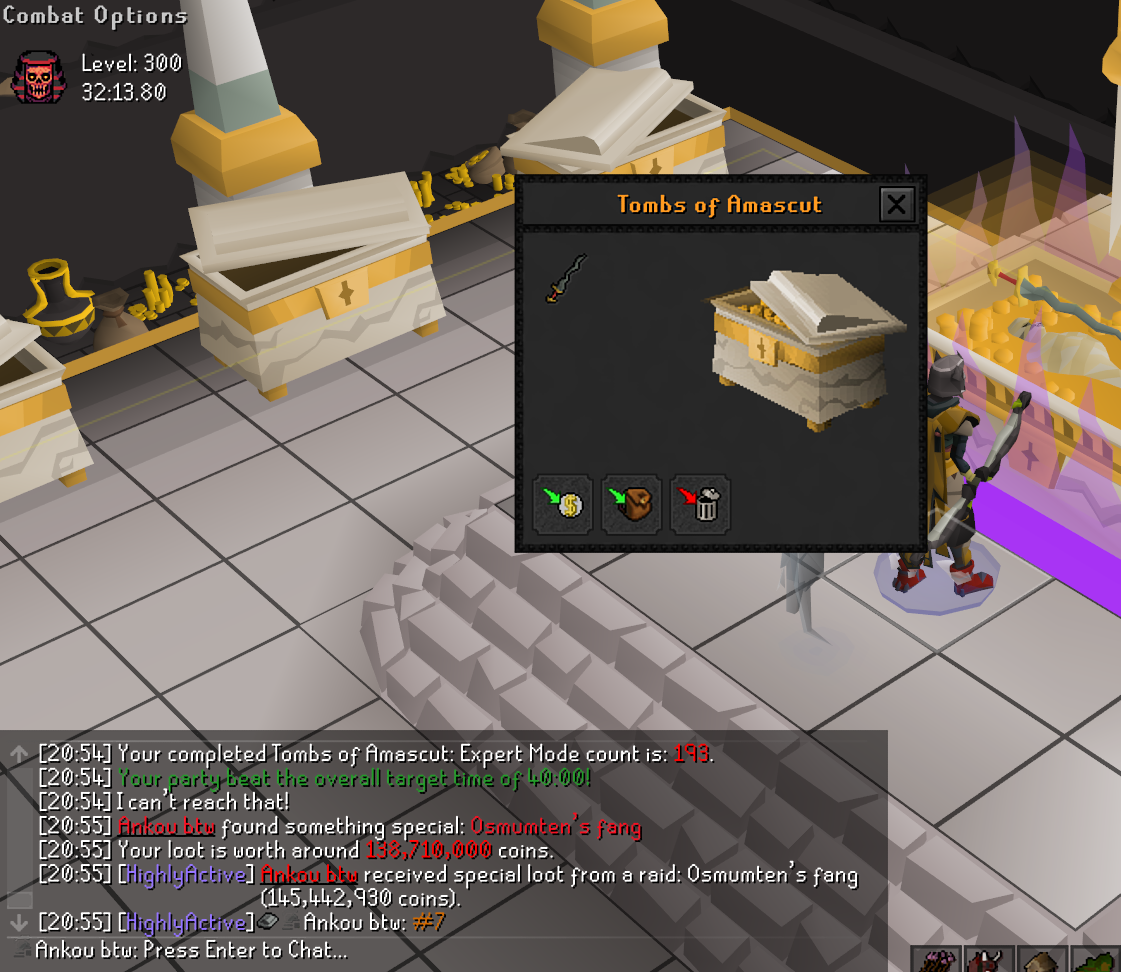 Combat Options
Level: 300
32:13.80
Tombs of Amascut
[20:54] Your completed Tombs of Amascut: Expert Mode count is: 193.
[20:54] Your party beat the overall target time of 40:00!
[20:54] I can't reach that!
[20:55] Ankou btw found something special: Osmumten's fang
[20:55] Your loot is worth around 138,710,000 coins.
[20:55] [HighlyActive] Ankou btw received special loot from a raid: Osmumten's fang
(145,442,930 coins).
[20:55] [HighlyActive] Ankou btw: #7
Ankou btw: Press Enter to Chat...